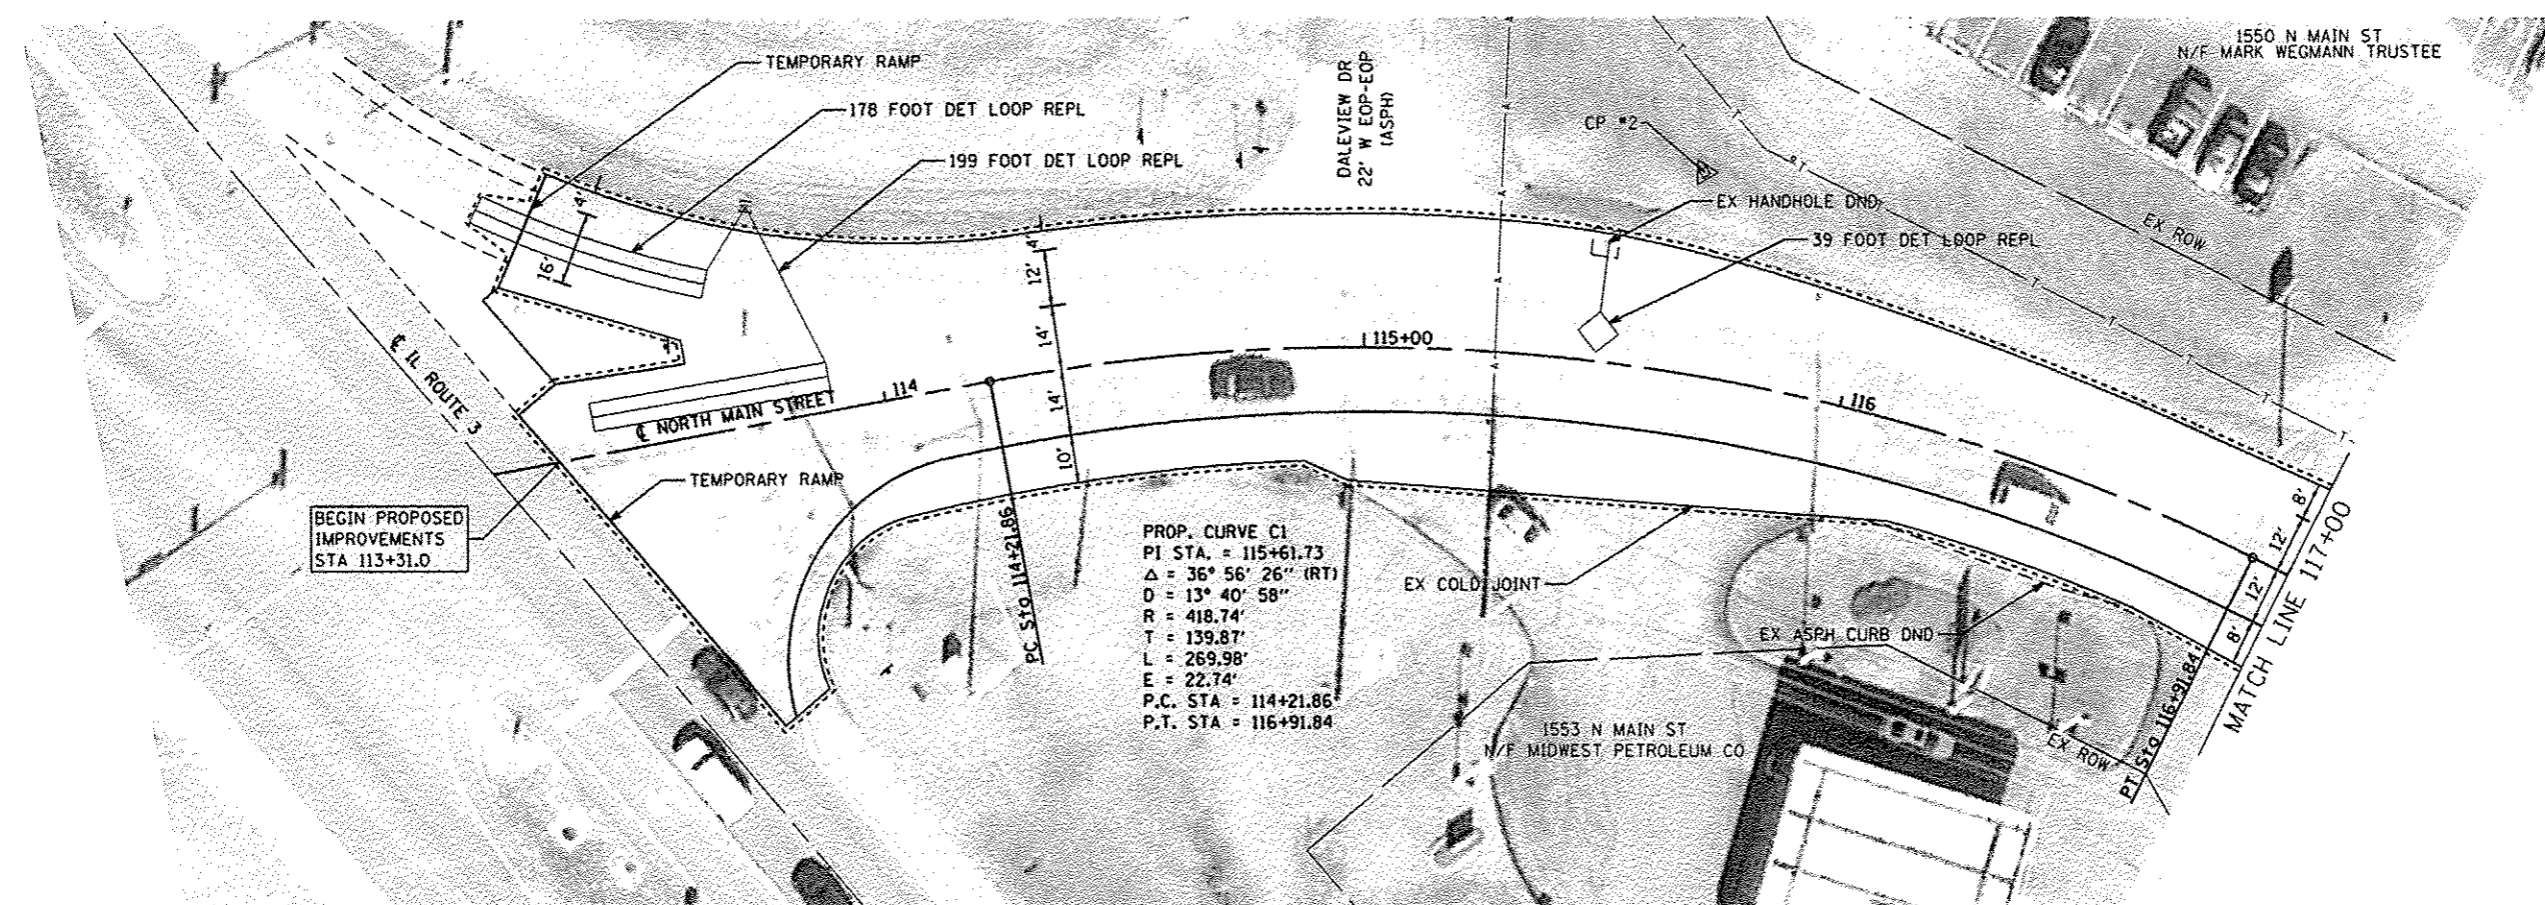 1550 N MAIN ST
N/F MARK WEGMANN TRUSTEE
TEMPORARY RAMP
178 FOOT DET LOOP REPL
199 FOOT DET LOOP REPL
DALEVIEW DR
22' W EOP-EOP
(ASPH)
CP #2
EX HANDHOLE DND
39 FOOT DET LOOP REPL
EX ROW
4'
16'
4'
12'
14'
14'
10'
℄ IL ROUTE 3
℄ NORTH MAIN STREET
114
115+00
116
TEMPORARY RAMP
BEGIN PROPOSED
IMPROVEMENTS
STA 113+31.0
PC Sta 114+21.86
PROP. CURVE C1
PI STA. = 115+61.73
Δ = 36° 56' 26" (RT)
D = 13° 40' 58"
R = 418.74'
T = 139.87'
L = 269.98'
E = 22.74'
P.C. STA = 114+21.86
P.T. STA = 116+91.84
EX COLD JOINT
EX ASPH CURB DND
1553 N MAIN ST
N/F MIDWEST PETROLEUM CO
EX ROW
8'
12'
12'
8'
PT Sta 116+91.84
MATCH LINE 117+00